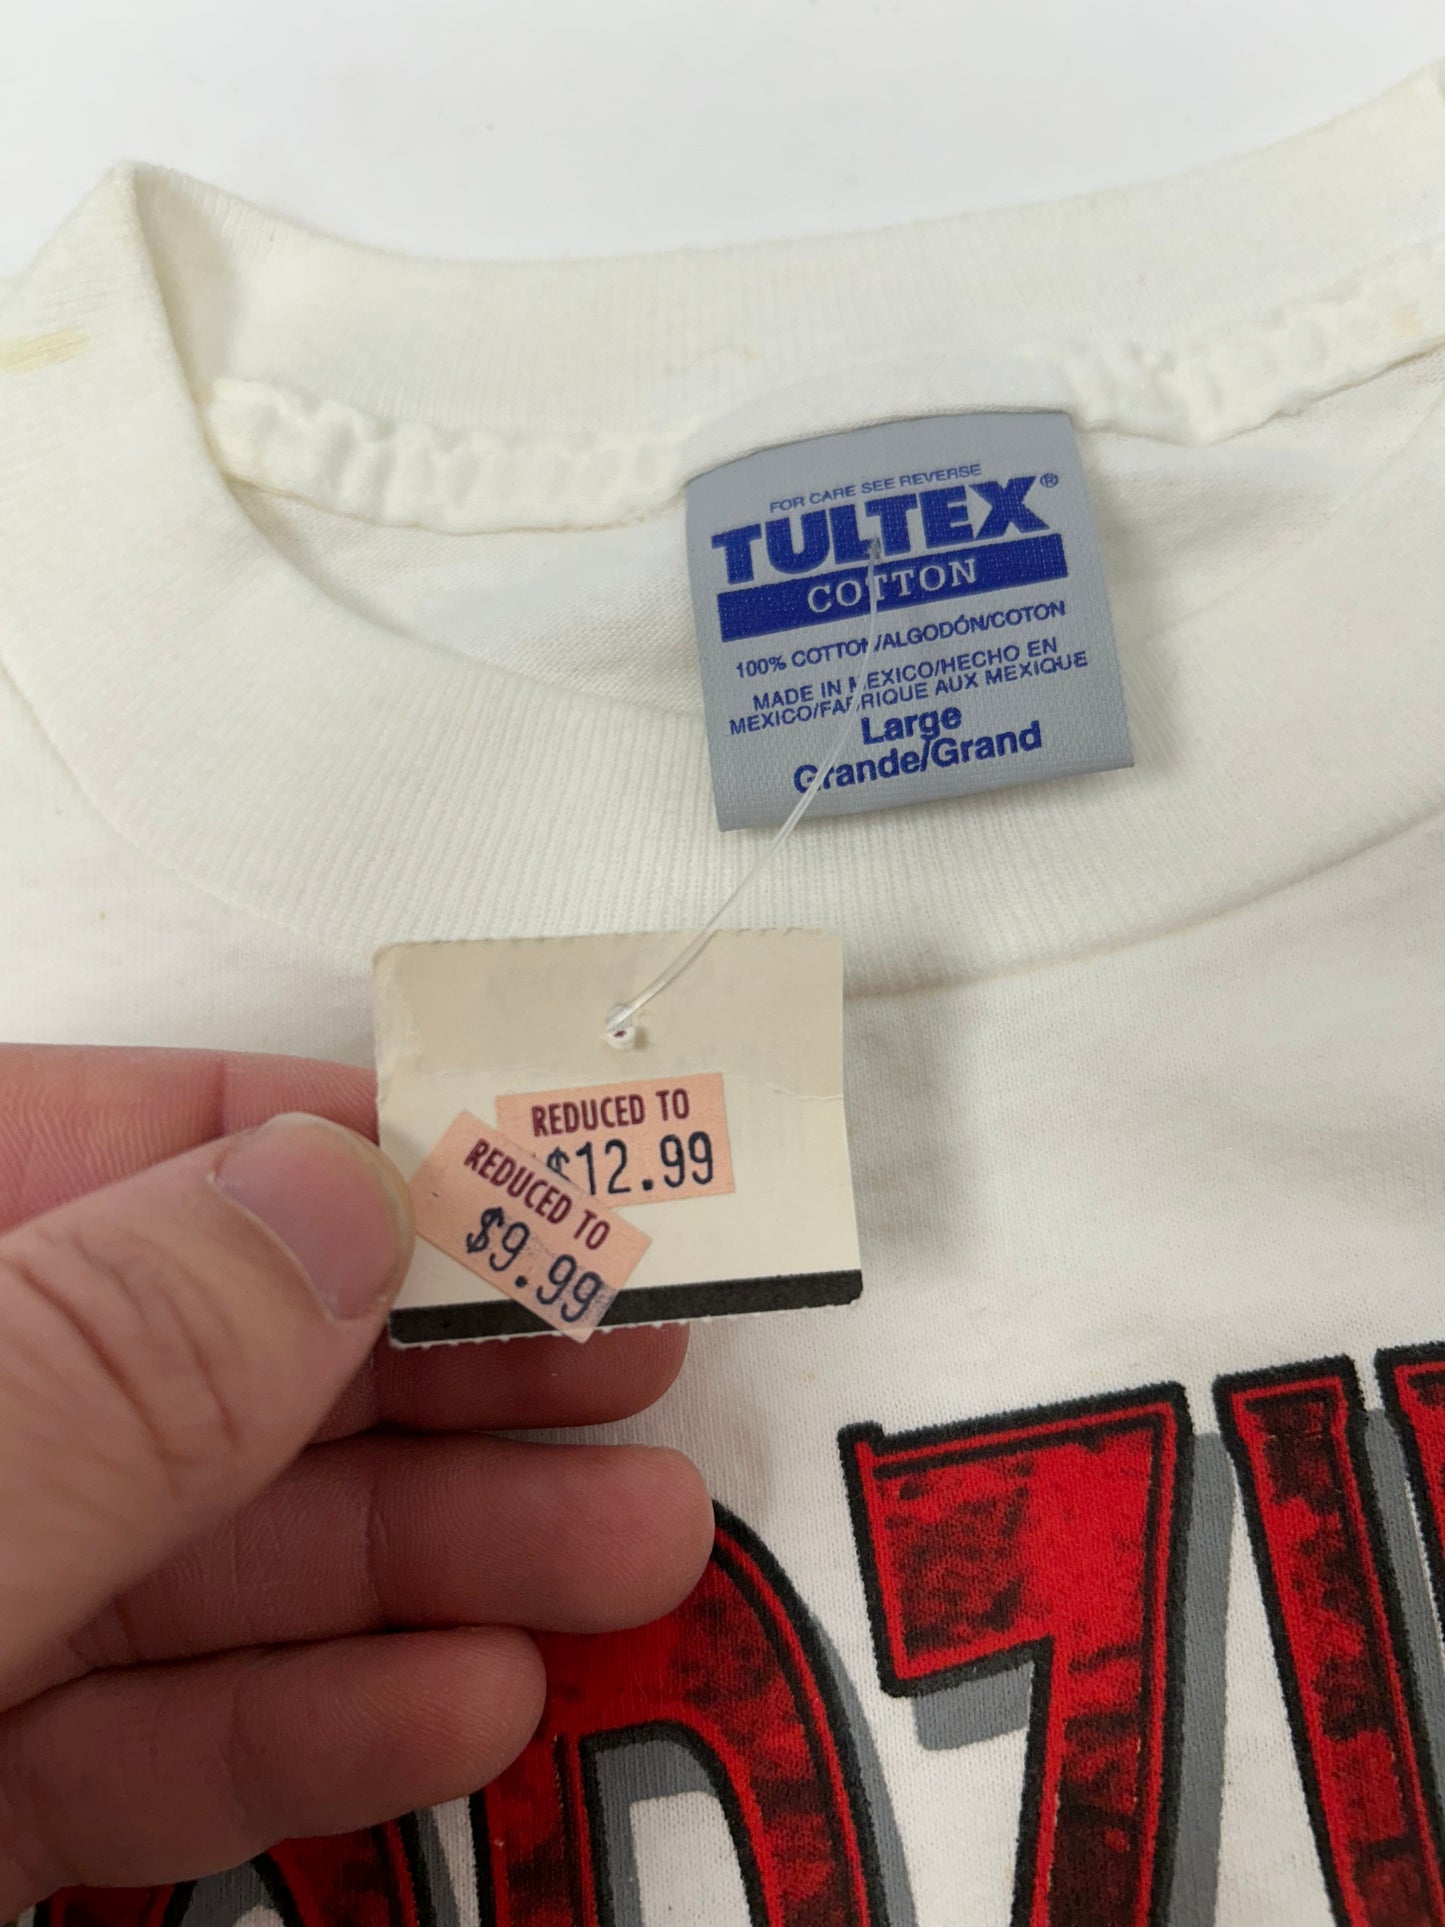 FOR CARE SEE REVERSE
TULTEX®
COTTON
100% COTTON/ALGODÓN/COTON
MADE IN MEXICO/HECHO EN
MEXICO/FABRIQUE AUX MEXIQUE
Large
Grande/Grand
REDUCED TO
$12.99
REDUCED TO
$9.99